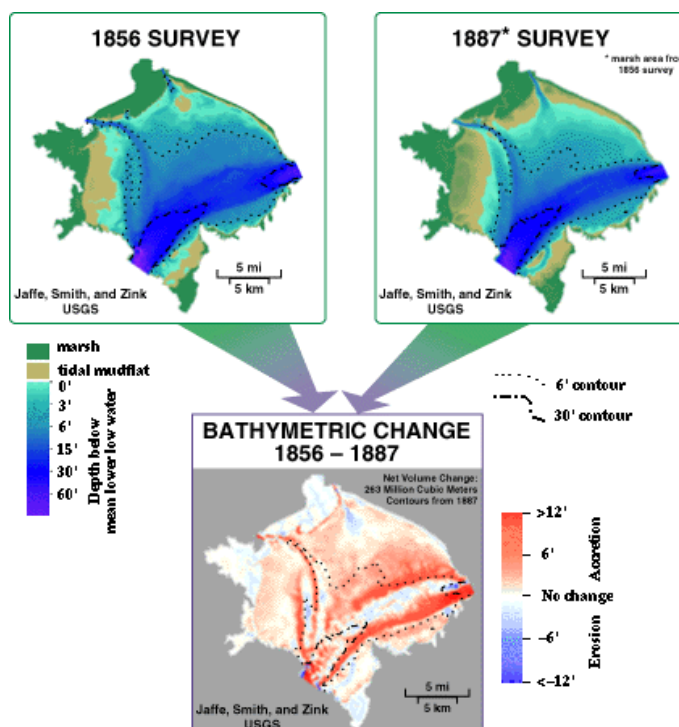 1856 SURVEY
5 mi
5 km
Jaffe, Smith, and Zink
USGS
1887* SURVEY
* marsh area from
1856 survey
5 mi
5 km
Jaffe, Smith, and Zink
USGS
marsh
tidal mudflat
0'
3'
6'
15'
30'
60'
Depth below
mean lower low water
6' contour
30' contour
BATHYMETRIC CHANGE
1856 – 1887
Net Volume Change:
263 Million Cubic Meters
Contours from 1887
5 mi
5 km
Jaffe, Smith, and Zink
USGS
>12'
6'
No change
–6'
<–12'
Accretion
Erosion